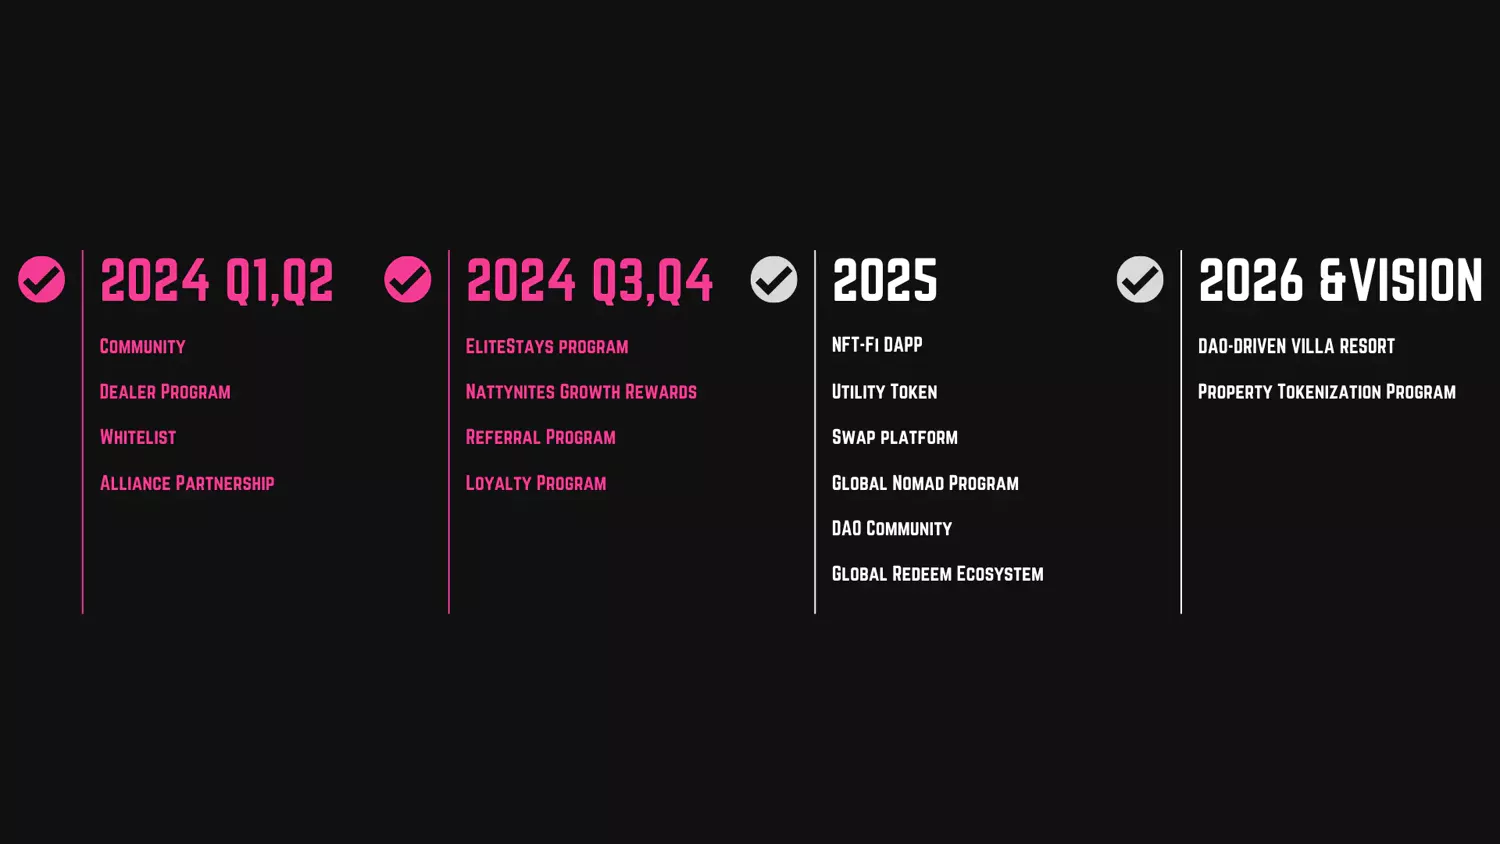 2024 Q1,Q2
Community
Dealer Program
Whitelist
Alliance Partnership
2024 Q3,Q4
EliteStays program
Nattynites Growth Rewards
Referral Program
Loyalty Program
2025
NFT-Fi DAPP
Utility Token
Swap platform
Global Nomad Program
DAO Community
Global Redeem Ecosystem
2026 &VISION
DAO-DRIVEN VILLA RESORT
Property Tokenization Program